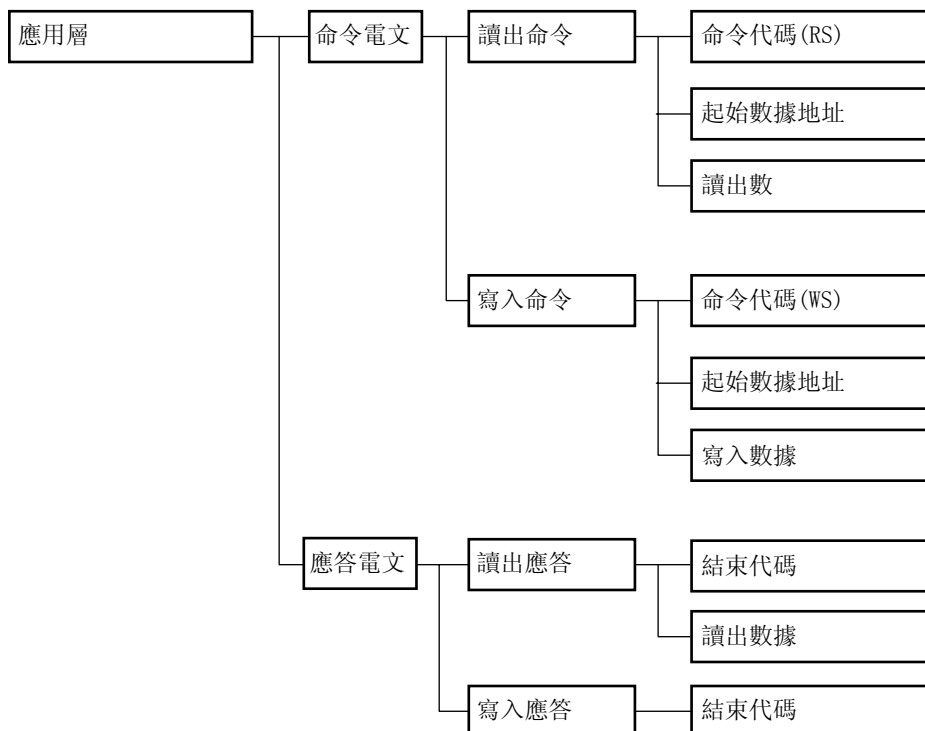 應用層
命令電文
讀出命令
命令代碼(RS)
起始數據地址
讀出數
寫入命令
命令代碼(WS)
起始數據地址
寫入數據
應答電文
讀出應答
結束代碼
讀出數據
寫入應答
結束代碼